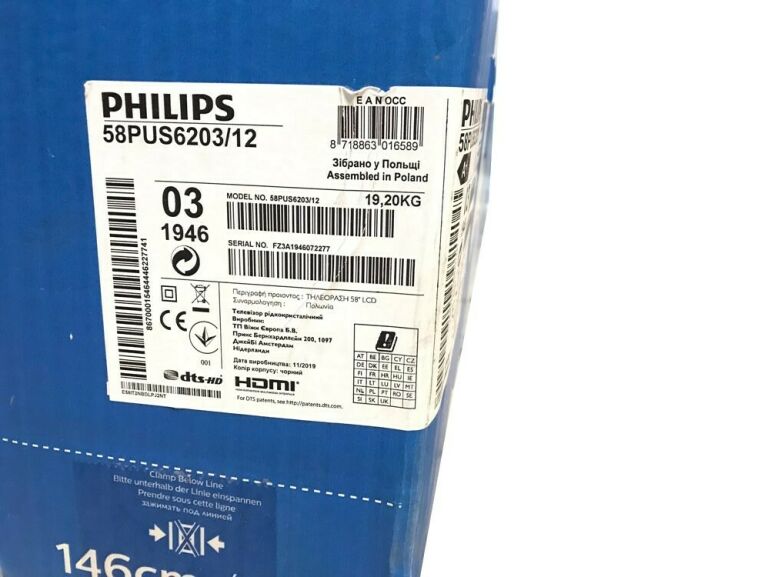 PHILIPS
58PUS6203/12
EAN OCC
8 718863 016589
Зібрано у Польщі
Assembled in Poland
03
1946
MODEL NO. 58PUS6203/12
19,20KG
SERIAL NO. FZ3A1946072277
8670001546444 6227741
Περιγραφή προιοντος : ΤΗΛΕΟΡΑΣΗ 58" LCD
Συναρμολογηση : Πολωνία
Телевізор рідкокристалічний
Виробник:
ТП Віжн Європа Б.В.
Принс Бернхардплейн 200, 1097
ДжейБі Амстердам
Нідерланди
Дата виробництва: 11/2019
Колір корпусу: чорний
CE
001
dts-HD
HDMI
For DTS patents, see http://patents.dts.com.
AT BE BG CY CZ
DE DK EE EL ES
FI FR HR HU IE
IT LT LU LV MT
NL PL PT RO SE
SI SK UK
Clamp Below Line
Bitte unterhalb der Linie einspannen
Prendre sous cette ligne
зажимать под линией
146cm